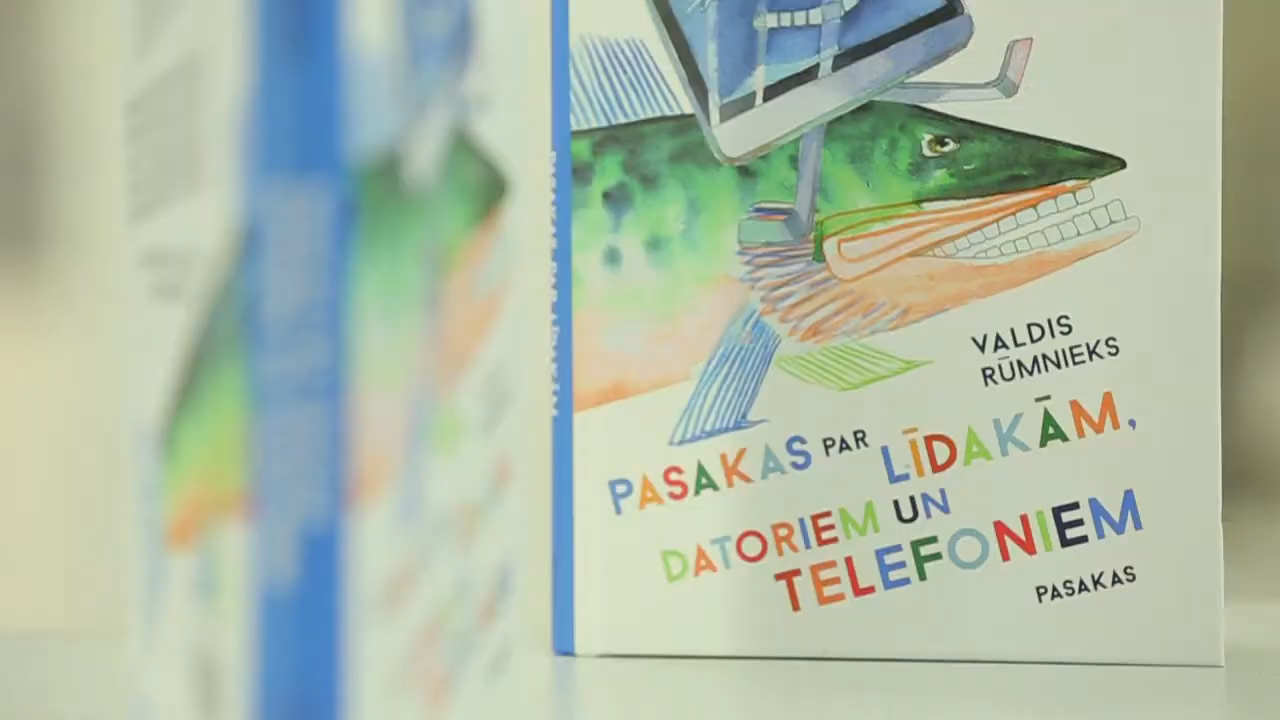 VALDIS
RŪMNIEKS
PASAKAS PAR LĪDAKĀM,
DATORIEM UN
TELEFONIEM
PASAKAS